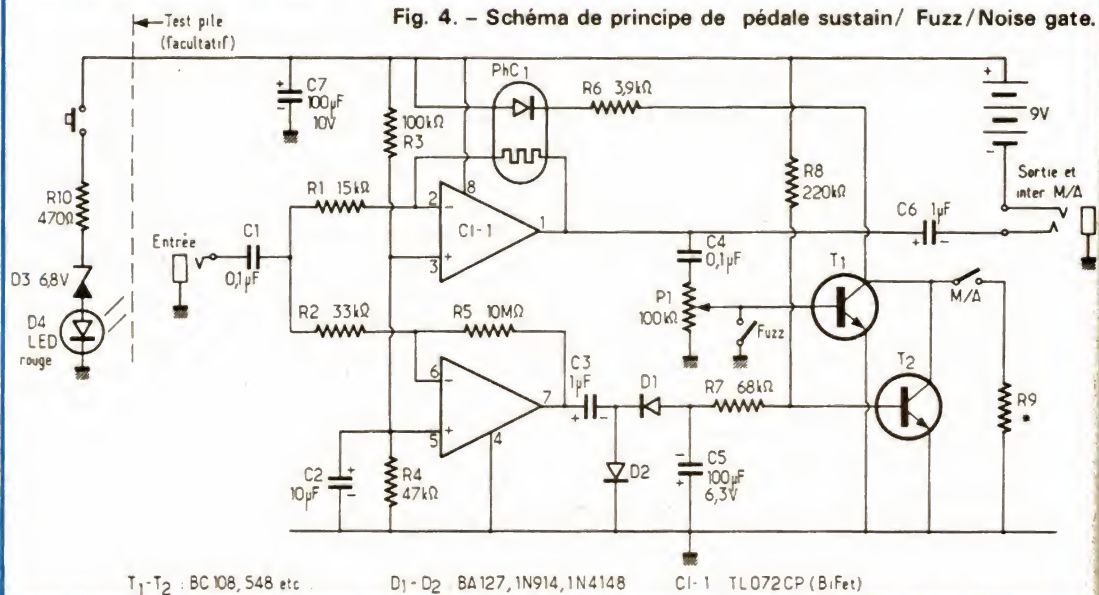 Fig. 4. – Schéma de principe de pédale sustain/ Fuzz/Noise gate.
Test pile
(facultatif)
PhC1
+
C7
100µF
10V
-
100kΩ
R3
R6 3,9kΩ
+
9V
-
R8
220kΩ
Sortie et
inter M/A
R10
470Ω
R1 15kΩ
2
-
8
CI-1
1
3
+
C6 1µF
+
-
Entrée
C1
0,1µF
C4
0,1µF
T1
D3 6,8V
P1
100kΩ
M/A
R2 33kΩ
R5 10MΩ
Fuzz
D4
LED
rouge
C3
1µF
T2
6
-
7
+
-
D1
R7 68kΩ
R9
*
5
+
4
C2
10µF
+
-
R4
47kΩ
D2
-
C5
100µF
+
6,3V
T1-T2 : BC 108, 548 etc
D1-D2 BA127, 1N914, 1N4148
CI-1 TL072CP (BiFet)